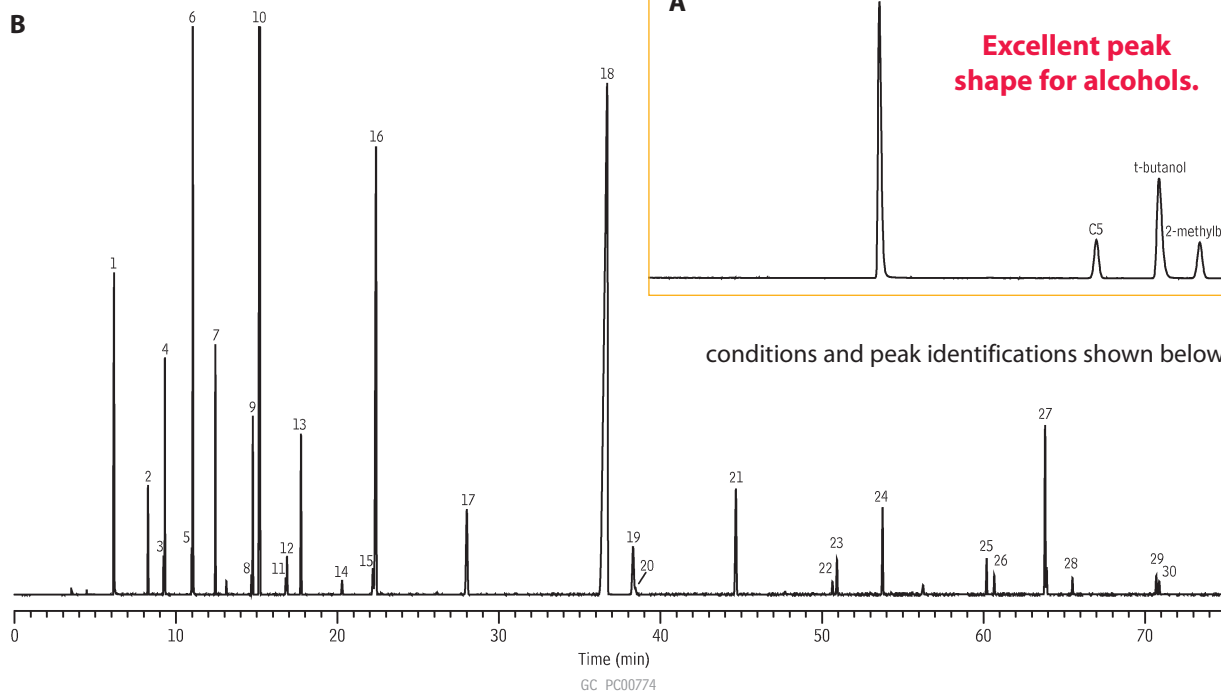 B
A
Excellent peak
shape for alcohols.
t-butanol
C5
2-methylb
conditions and peak identifications shown below
1
2
3
4
5
6
7
8
9
10
11
12
13
14
15
16
17
18
19
20
21
22
23
24
25
26
27
28
29
30
0 10 20 30 40 50 60 70
Time (min)
GC_PC00774